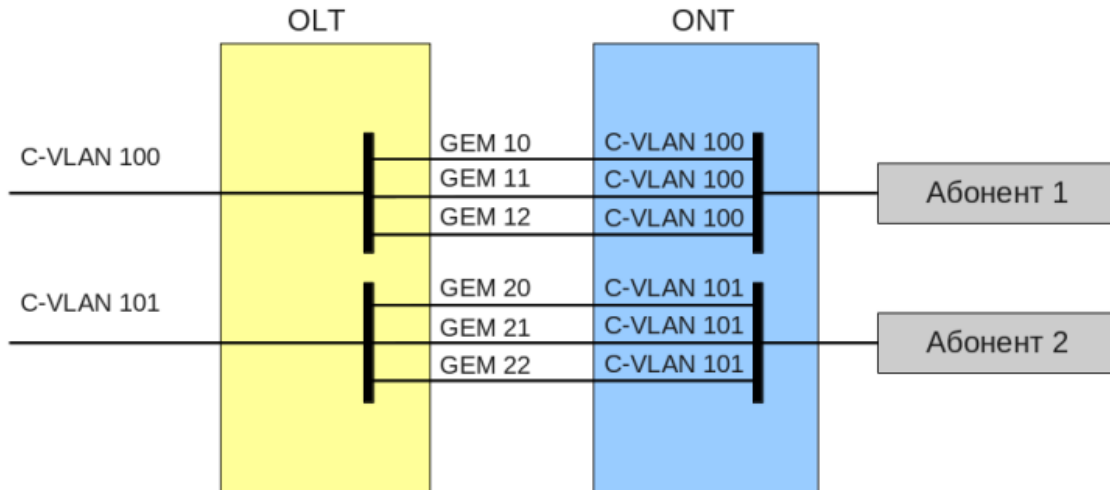 OLT
ONT
C-VLAN 100
GEM 10
C-VLAN 100
GEM 11
C-VLAN 100
GEM 12
C-VLAN 100
Абонент 1
C-VLAN 101
GEM 20
C-VLAN 101
GEM 21
C-VLAN 101
GEM 22
C-VLAN 101
Абонент 2